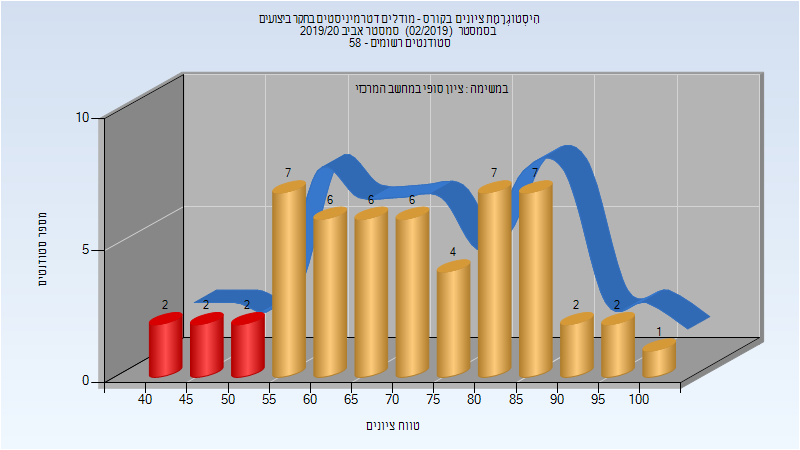 היסטוגרמת ציונים בקורס - מודלים דטרמיניסטים בחקר ביצועים
בסמסטר (02/2019) סמסטר אביב 2019/20
סטודנטים רשומים - 58
במשימה : ציון סופי במחשב המרכזי
מספר סטודנטים
10
5
0
2 2 2 7 6 6 6 4 7 7 2 2 1
40 45 50 55 60 65 70 75 80 85 90 95 100
טווח ציונים